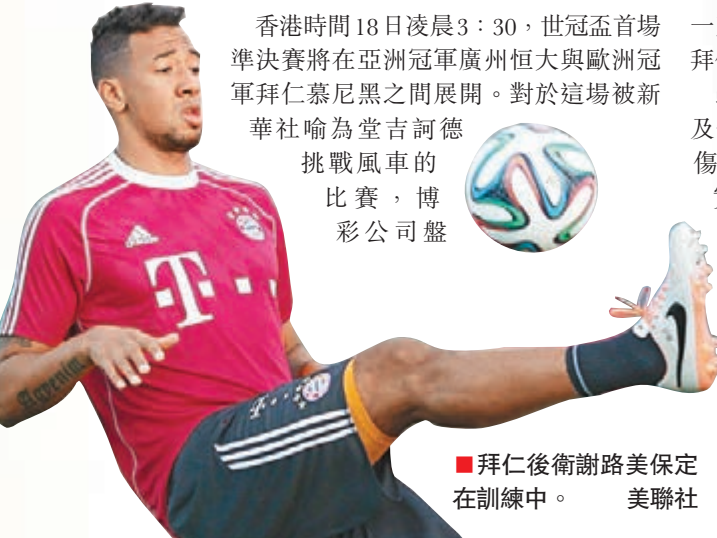 香港時間18日凌晨3：30，世冠盃首場
準決賽將在亞洲冠軍廣州恒大與歐洲冠
軍拜仁慕尼黑之間展開。對於這場被新
華社喻為堂吉訶德
挑戰風車的
比賽，博
彩公司盤
一
拜
及
傷
adidas
T
■拜仁後衛謝路美保定
在訓練中。 美聯社